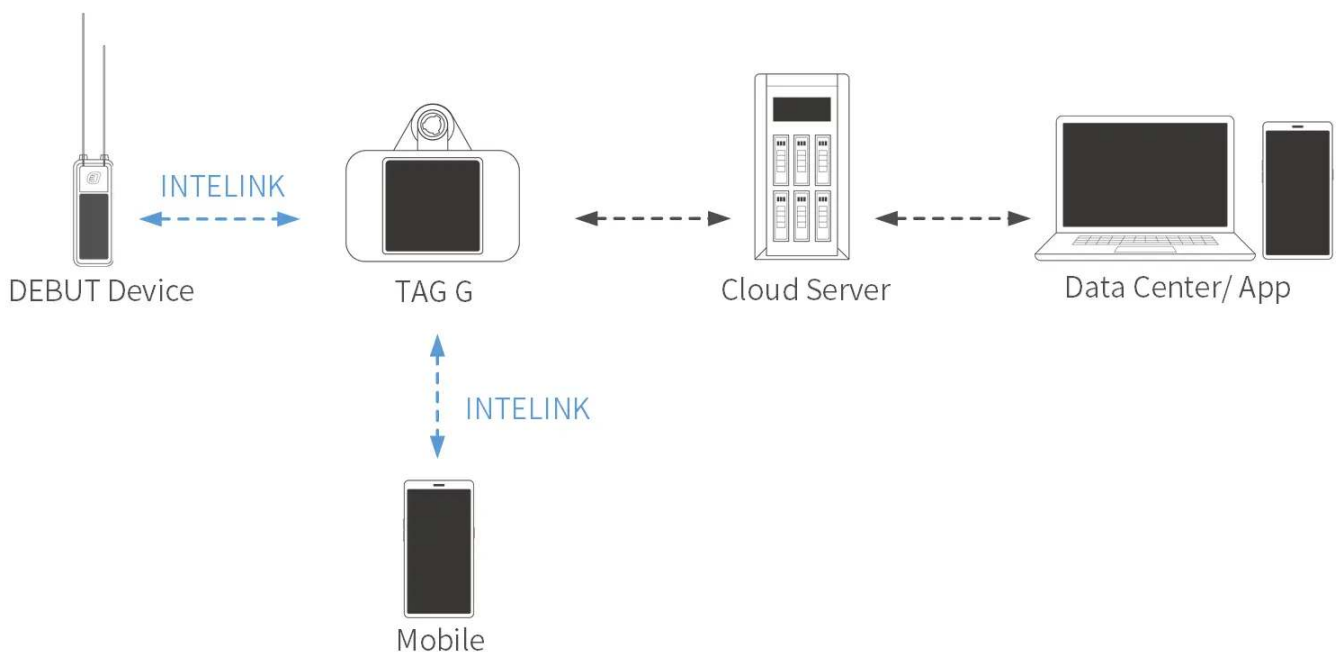 INTELINK
DEBUT Device
TAG G
Cloud Server
Data Center/ App
INTELINK
Mobile